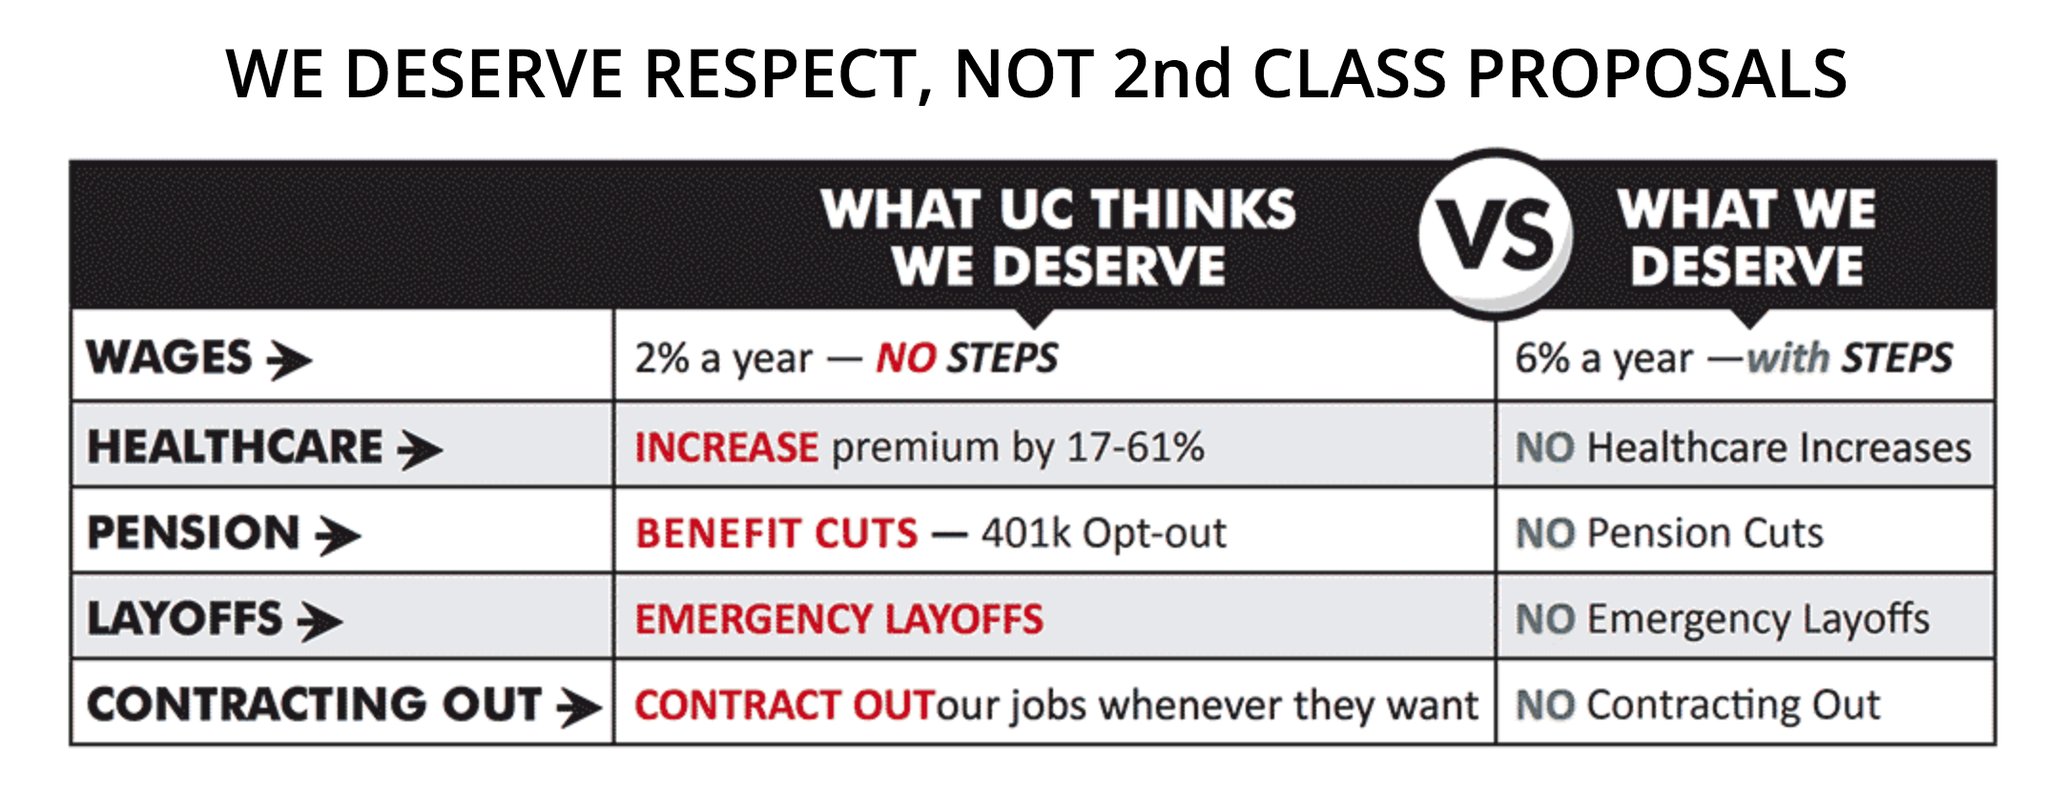 WE DESERVE RESPECT, NOT 2nd CLASS PROPOSALS
WHAT UC THINKS
WE DESERVE
VS
WHAT WE
DESERVE
WAGES
2% a year — NO STEPS
6% a year —with STEPS
HEALTHCARE
INCREASE premium by 17-61%
NO Healthcare Increases
PENSION
BENEFIT CUTS — 401k Opt-out
NO Pension Cuts
LAYOFFS
EMERGENCY LAYOFFS
NO Emergency Layoffs
CONTRACTING OUT
CONTRACT OUTour jobs whenever they want
NO Contracting Out